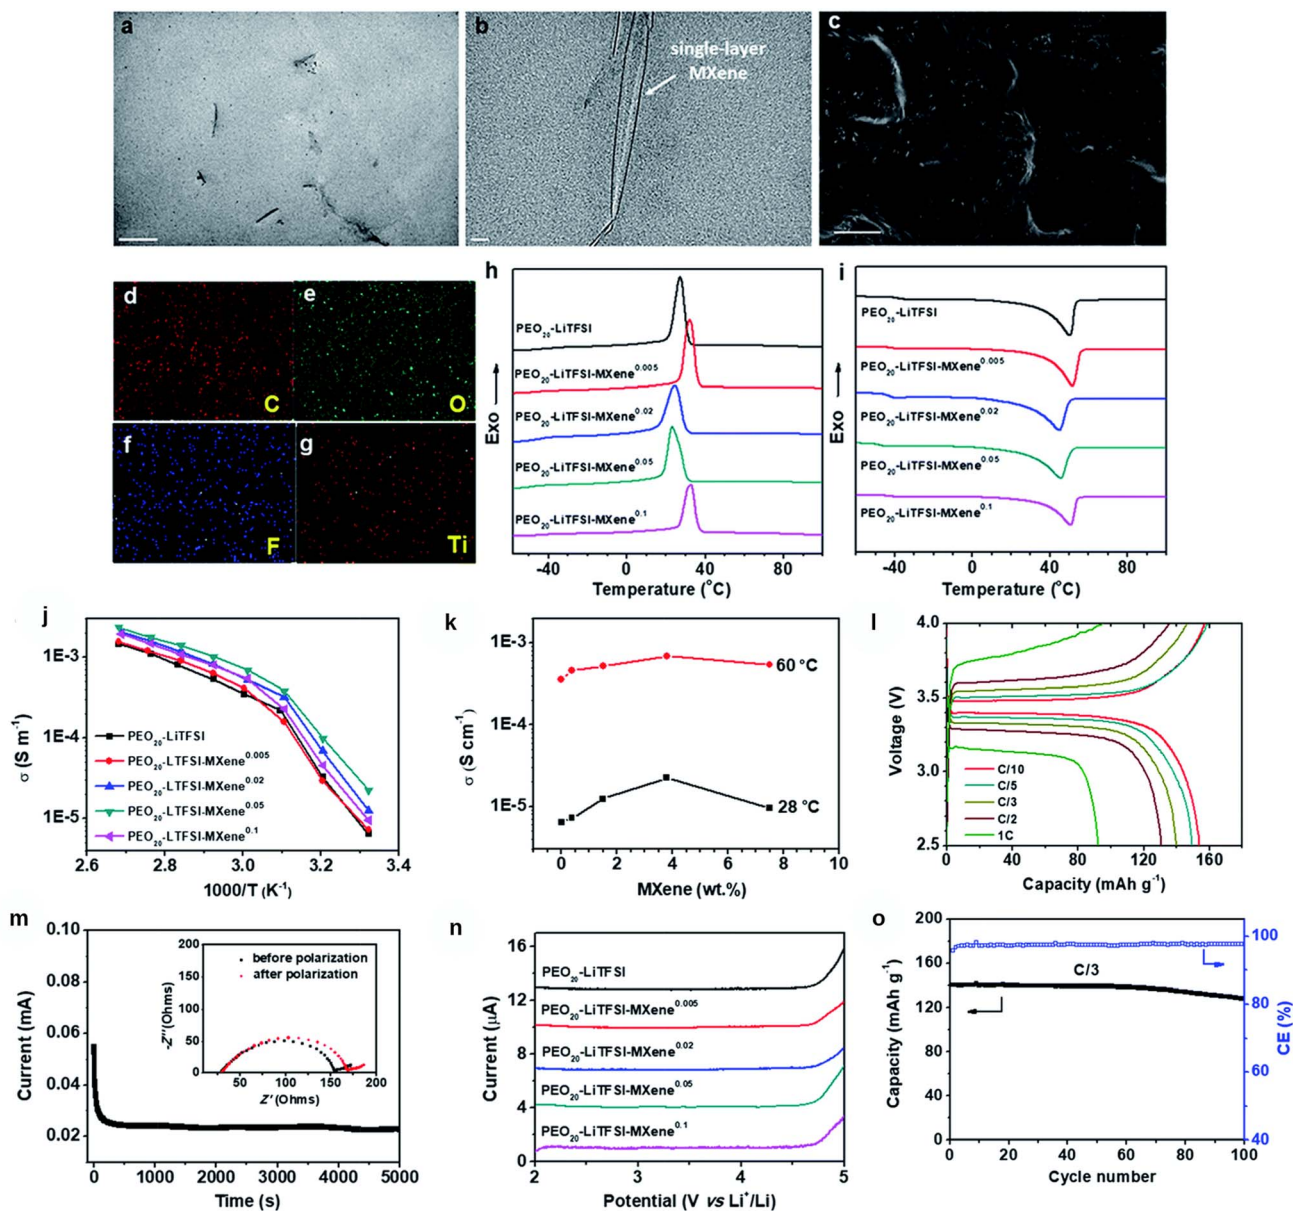 a
b
single-layer
MXene
c
d
C
e
O
f
F
g
Ti
h
PEO20-LiTFSI
PEO20-LiTFSI-MXene0.005
PEO20-LiTFSI-MXene0.02
PEO20-LiTFSI-MXene0.05
PEO20-LiTFSI-MXene0.1
Exo
-40 0 40 80
Temperature (°C)
i
PEO20-LiTFSI
PEO20-LiTFSI-MXene0.005
PEO20-LiTFSI-MXene0.02
PEO20-LiTFSI-MXene0.05
PEO20-LiTFSI-MXene0.1
Exo
-40 0 40 80
Temperature (°C)
j
1E-3
1E-4
1E-5
σ (S m-1)
PEO20-LiTFSI
PEO20-LTFSI-MXene0.005
PEO20-LTFSI-MXene0.02
PEO20-LTFSI-MXene0.05
PEO20-LTFSI-MXene0.1
2.6 2.8 3.0 3.2 3.4
1000/T (K-1)
k
1E-3
1E-4
1E-5
σ (S cm-1)
60 °C
28 °C
0 2 4 6 8 10
MXene (wt.%)
l
4.0
3.5
3.0
2.5
Voltage (V)
C/10
C/5
C/3
C/2
1C
0 40 80 120 160
Capacity (mAh g-1)
m
0.10
0.08
0.06
0.04
0.02
Current (mA)
200
150
100
50
0
-Z''(Ohms)
before polarization
after polarization
50 100 150 200
Z' (Ohms)
0 1000 2000 3000 4000 5000
Time (s)
n
16
12
8
4
0
Current (μA)
PEO20-LiTFSI
PEO20-LiTFSI-MXene0.005
PEO20-LiTFSI-MXene0.02
PEO20-LiTFSI-MXene0.05
PEO20-LiTFSI-MXene0.1
2 3 4 5
Potential (V vs Li+/Li)
o
200
180
160
140
120
100
80
60
40
20
0
Capacity (mAh g-1)
C/3
100
80
60
40
CE (%)
0 20 40 60 80 100
Cycle number